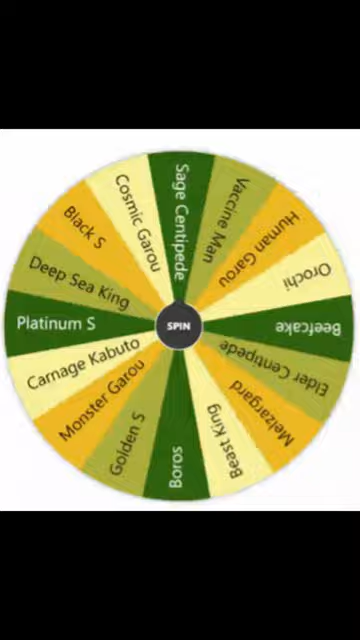 Sage Centipede
Vaccine Man
Human Garou
Orochi
Beefcake
Elder Centipede
Melzargard
Beast King
Boros
Golden S
Monster Garou
Carnage Kabuto
Platinum S
Deep Sea King
Black S
Cosmic Garou
SPIN